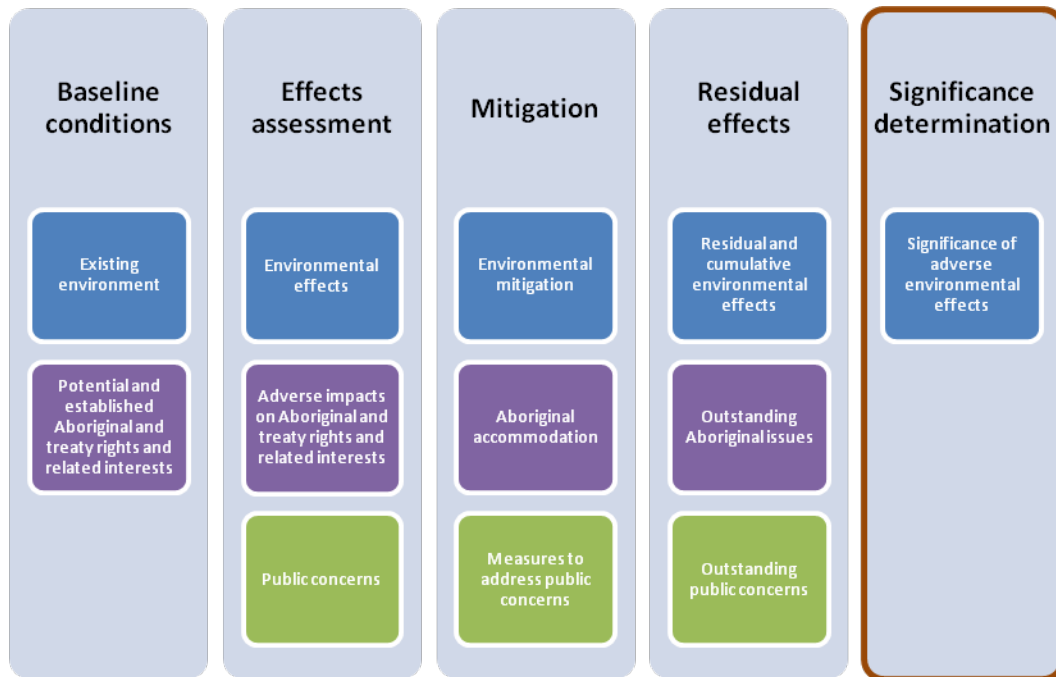 Baseline
conditions
Existing
environment
Potential and
established
Aboriginal and
treaty rights and
related interests
Effects
assessment
Environmental
effects
Adverse impacts
on Aboriginal and
treaty rights and
related interests
Public concerns
Mitigation
Environmental
mitigation
Aboriginal
accommodation
Measures to
address public
concerns
Residual
effects
Residual and
cumulative
environmental
effects
Outstanding
Aboriginal issues
Outstanding
public concerns
Significance
determination
Significance of
adverse
environmental
effects